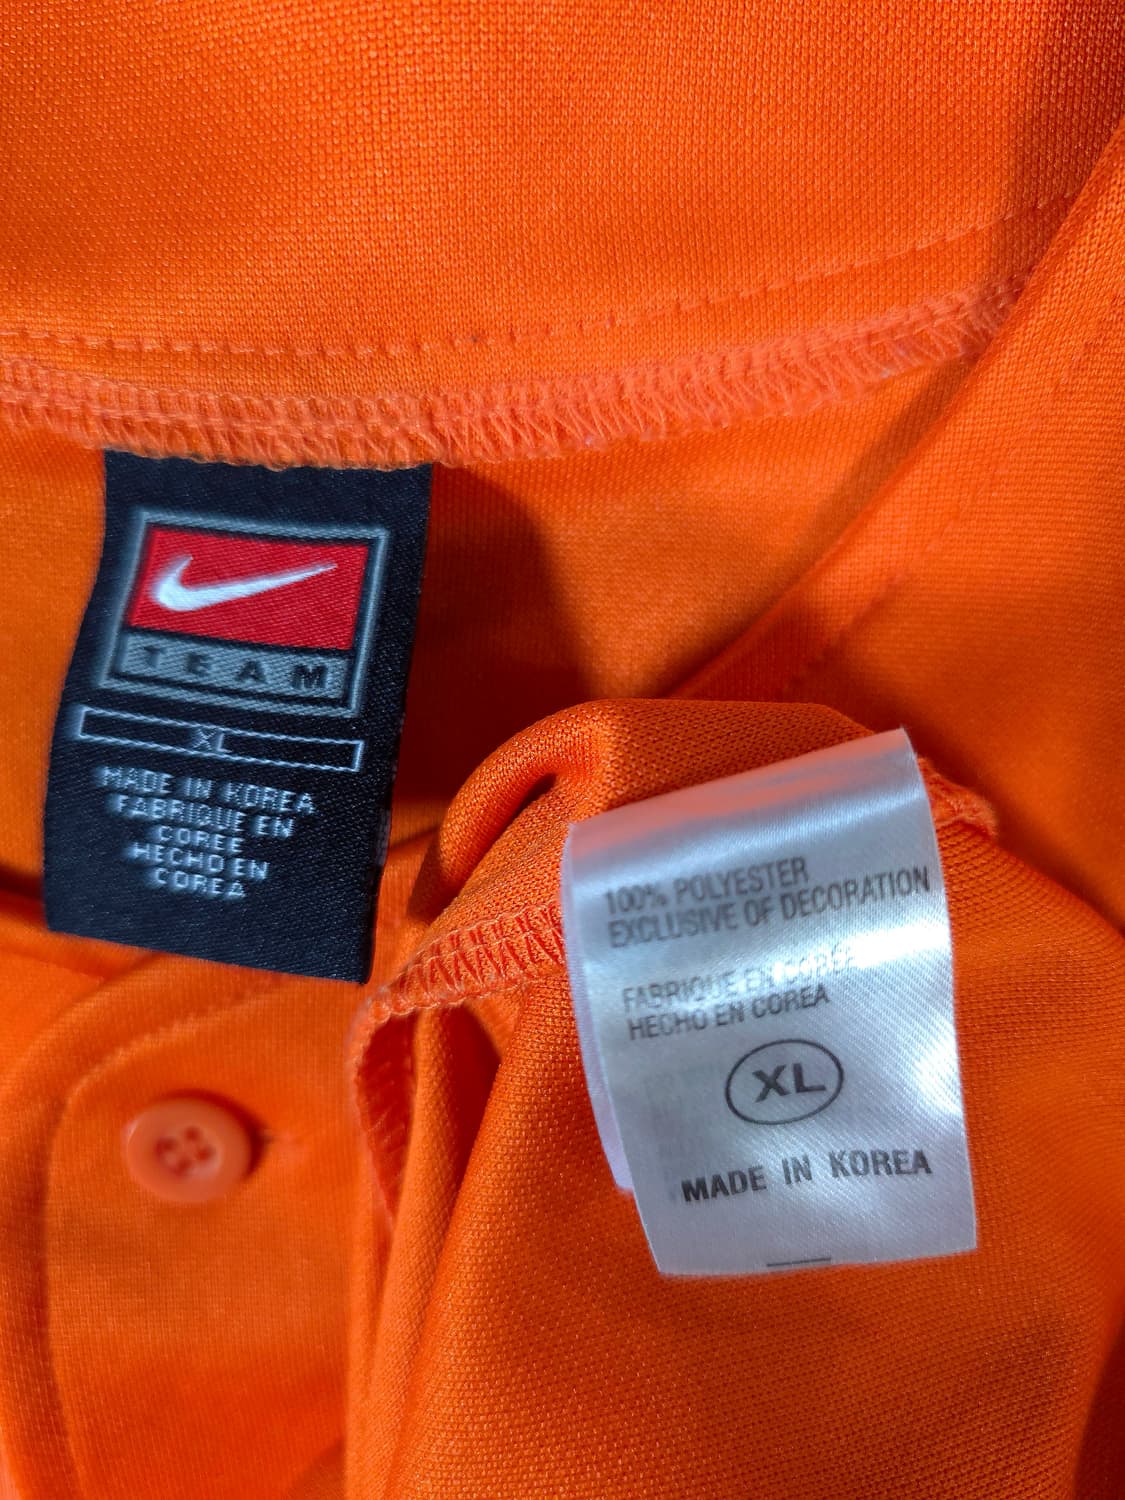 TEAM
XL
MADE IN KOREA
FABRIQUE EN
COREE
HECHO EN
COREA
100% POLYESTER
EXCLUSIVE OF DECORATION
FABRIQUE EN CORÉE
HECHO EN COREA
XL
MADE IN KOREA